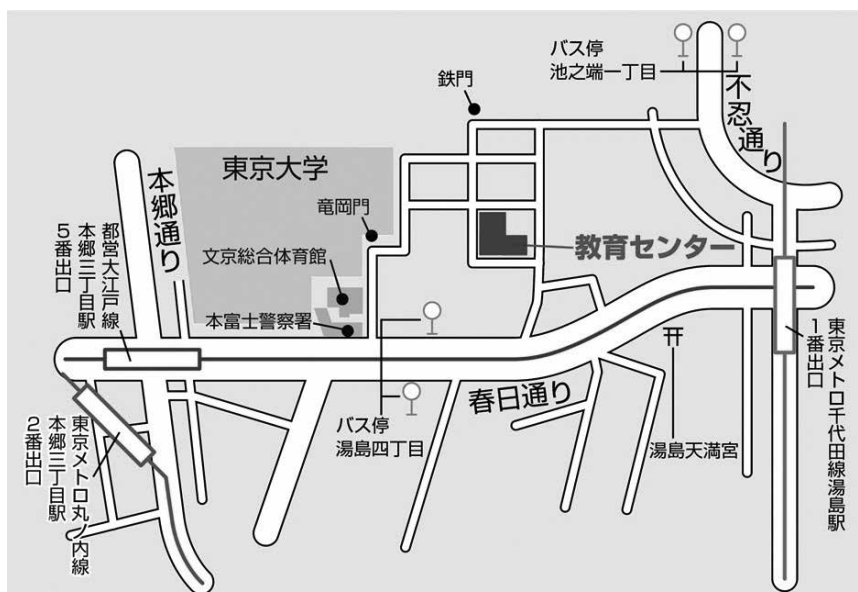 バス停
池之端一丁目
不忍通り
鉄門
東京大学
本郷通り
竜岡門
都営大江戸線
本郷三丁目駅
5番出口
文京総合体育館
教育センター
本富士警察署
東京メトロ千代田線湯島駅
1番出口
春日通り
バス停
湯島四丁目
湯島天満宮
東京メトロ丸ノ内線
本郷三丁目駅
2番出口